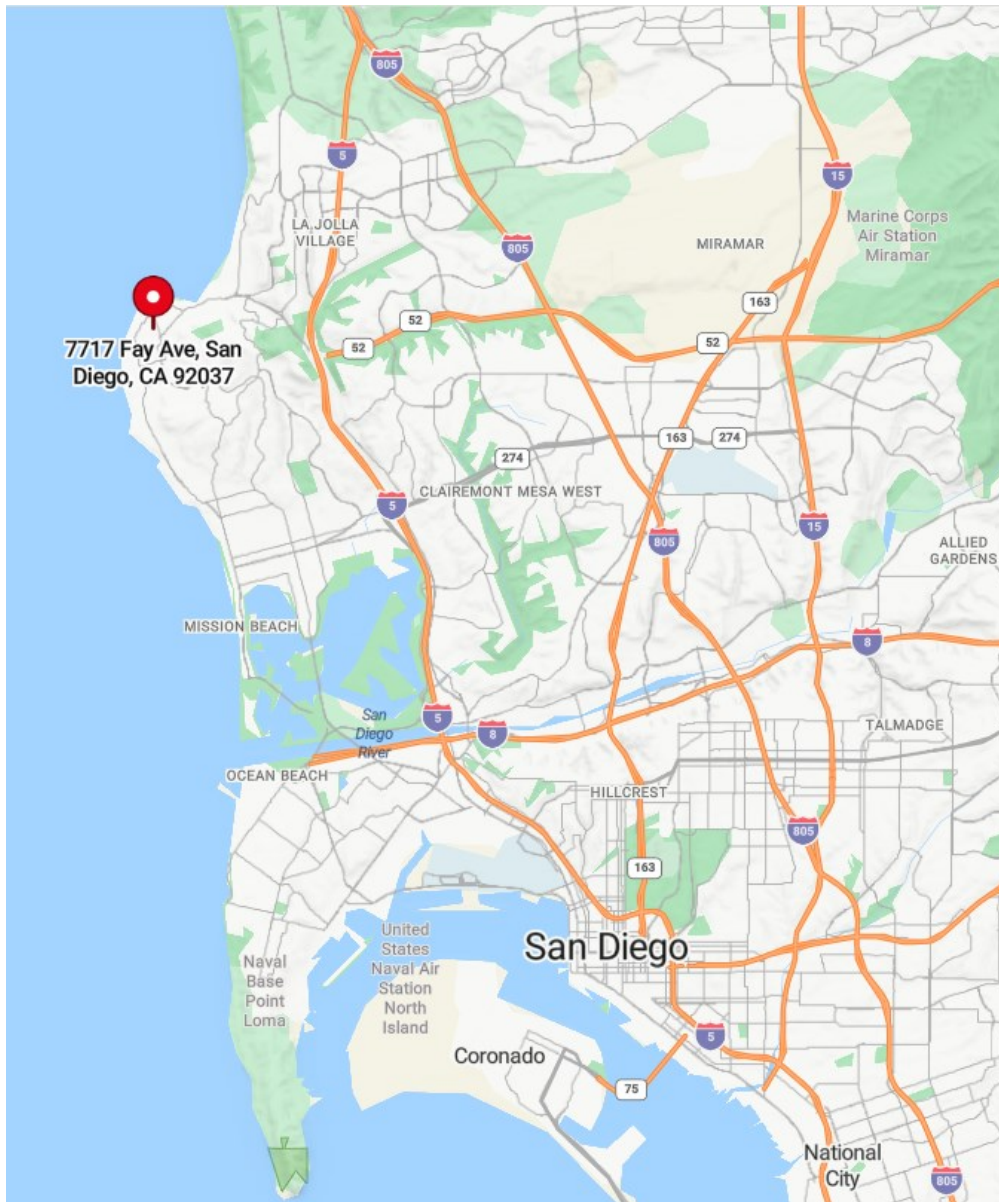 805
5
15
LA JOLLA
VILLAGE
Marine Corps
Air Station
Miramar
MIRAMAR
805
163
52
52
52
7717 Fay Ave, San
Diego, CA 92037
163
274
274
CLAIREMONT MESA WEST
5
15
805
ALLIED
GARDENS
MISSION BEACH
8
5
San
Diego
River
8
TALMADGE
OCEAN BEACH
HILLCREST
805
163
United
States
Naval Air
Station
North
Island
San Diego
Naval
Base
Point
Loma
5
Coronado
75
National
City
805